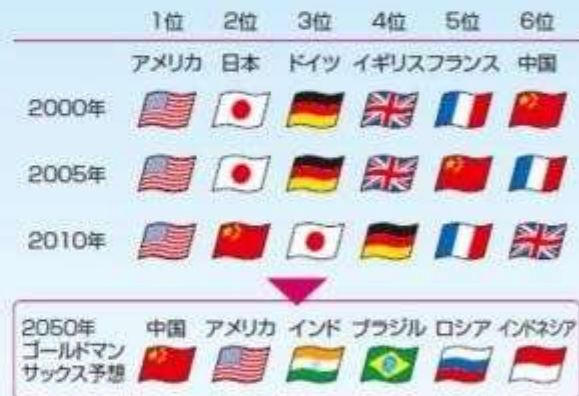 1位 2位 3位 4位 5位 6位
アメリカ 日本 ドイツ イギリス フランス 中国
2000年
2005年
2010年
2050年 中国 アメリカ インド ブラジル ロシア インドネシア
ゴールドマン
サックス予想